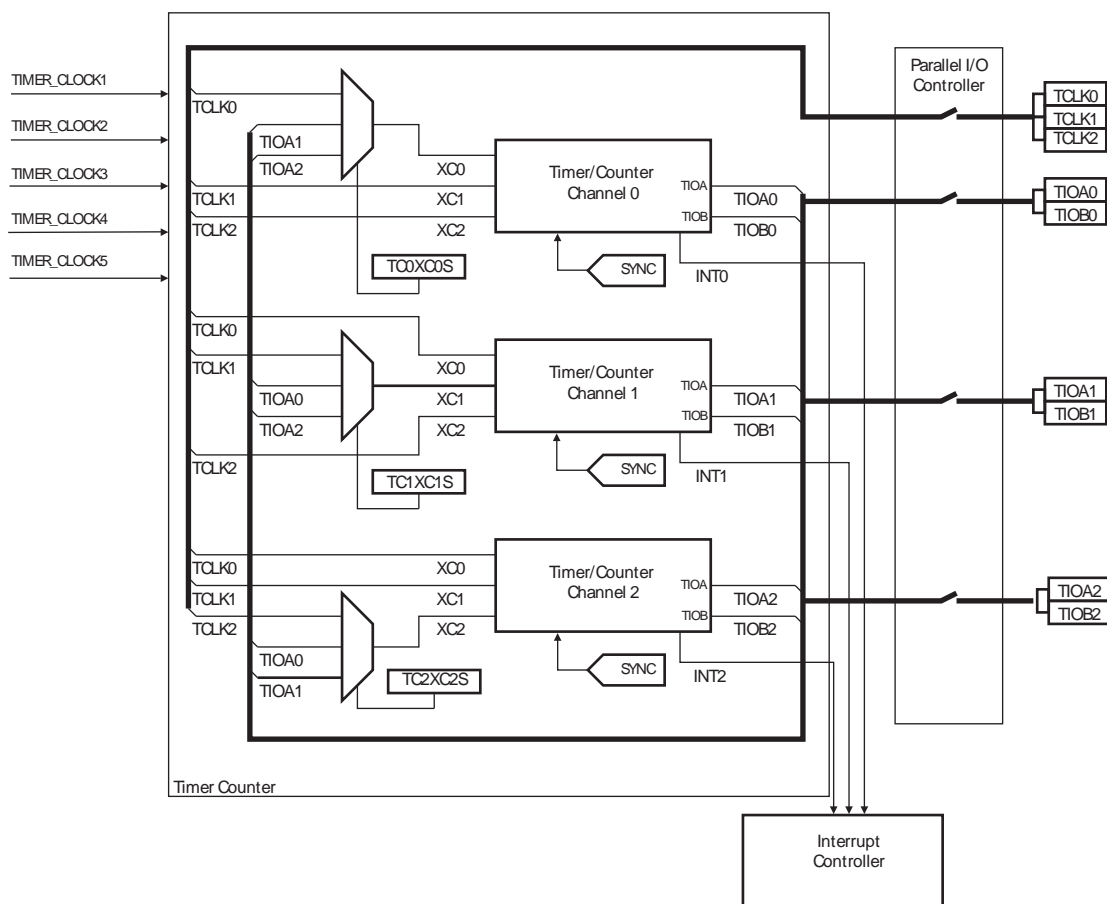 TIMER_CLOCK1
TIMER_CLOCK2
TIMER_CLOCK3
TIMER_CLOCK4
TIMER_CLOCK5
TCLK0
TIOA1
TIOA2
TCLK1
TCLK2
XC0
XC1
XC2
TC0XC0S
Timer/Counter
Channel 0
TIOA
TIOB
TIOA0
TIOB0
SYNC
INT0
TCLK0
TCLK1
TIOA0
TIOA2
TCLK2
XC0
XC1
XC2
TC1XC1S
Timer/Counter
Channel 1
TIOA
TIOB
TIOA1
TIOB1
SYNC
INT1
TCLK0
TCLK1
TCLK2
TIOA0
TIOA1
XC0
XC1
XC2
TC2XC2S
Timer/Counter
Channel 2
TIOA
TIOB
TIOA2
TIOB2
SYNC
INT2
Timer Counter
Parallel I/O
Controller
TCLK0
TCLK1
TCLK2
TIOA0
TIOB0
TIOA1
TIOB1
TIOA2
TIOB2
Interrupt
Controller